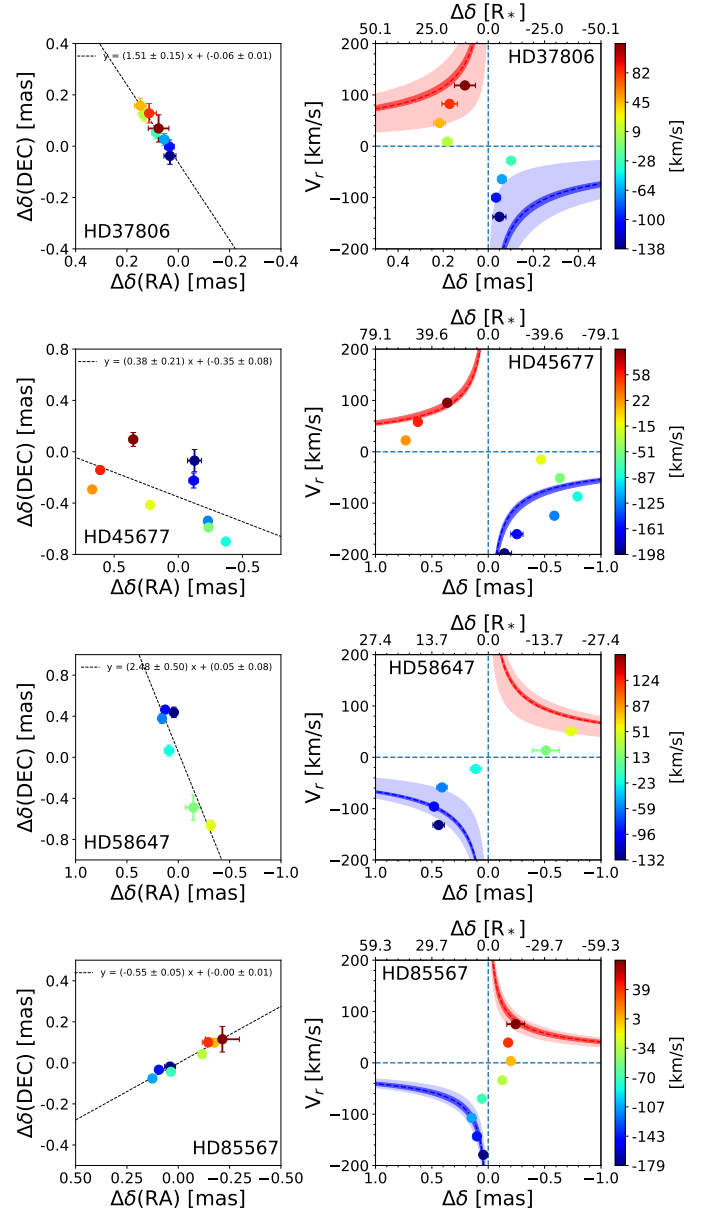 y = (1.51 ± 0.15) x + (-0.06 ± 0.01)
HD37806
0.4
0.2
0.0
−0.2
−0.4
0.4 0.2 0.0 −0.2 −0.4
Δδ(RA) [mas]
Δδ(DEC) [mas]
Δδ [R*]
50.1 25.0 0.0 -25.0 -50.1
HD37806
200
100
0
−100
−200
0.4 0.2 0.0 −0.2 −0.4
Δδ [mas]
Vr [km/s]
82
45
9
-28
-64
-100
-138
[km/s]
y = (0.38 ± 0.21) x + (-0.35 ± 0.08)
HD45677
0.8
0.4
0.0
−0.4
−0.8
0.5 0.0 −0.5
Δδ(RA) [mas]
Δδ(DEC) [mas]
Δδ [R*]
79.1 39.6 0.0 -39.6 -79.1
HD45677
200
100
0
−100
−200
1.0 0.5 0.0 −0.5 −1.0
Δδ [mas]
Vr [km/s]
58
22
-15
-51
-87
-124
-161
-198
[km/s]
y = (2.48 ± 0.50) x + (0.05 ± 0.08)
HD58647
0.8
0.4
0.0
−0.4
−0.8
1.0 0.5 0.0 −0.5 −1.0
Δδ(RA) [mas]
Δδ(DEC) [mas]
Δδ [R*]
27.4 13.7 0.0 -13.7 -27.4
HD58647
200
100
0
−100
−200
1.0 0.5 0.0 −0.5 −1.0
Δδ [mas]
Vr [km/s]
124
87
51
13
-22
-59
-96
-132
[km/s]
y = (-0.55 ± 0.05) x + (-0.00 ± 0.01)
HD85567
0.4
0.2
0.0
−0.2
−0.4
0.50 0.25 0.00 −0.25 −0.50
Δδ(RA) [mas]
Δδ(DEC) [mas]
Δδ [R*]
59.3 29.7 0.0 -29.7 -59.3
HD85567
200
100
0
−100
−200
1.0 0.5 0.0 −0.5 −1.0
Δδ [mas]
Vr [km/s]
39
3
-34
-70
-107
-143
-179
[km/s]